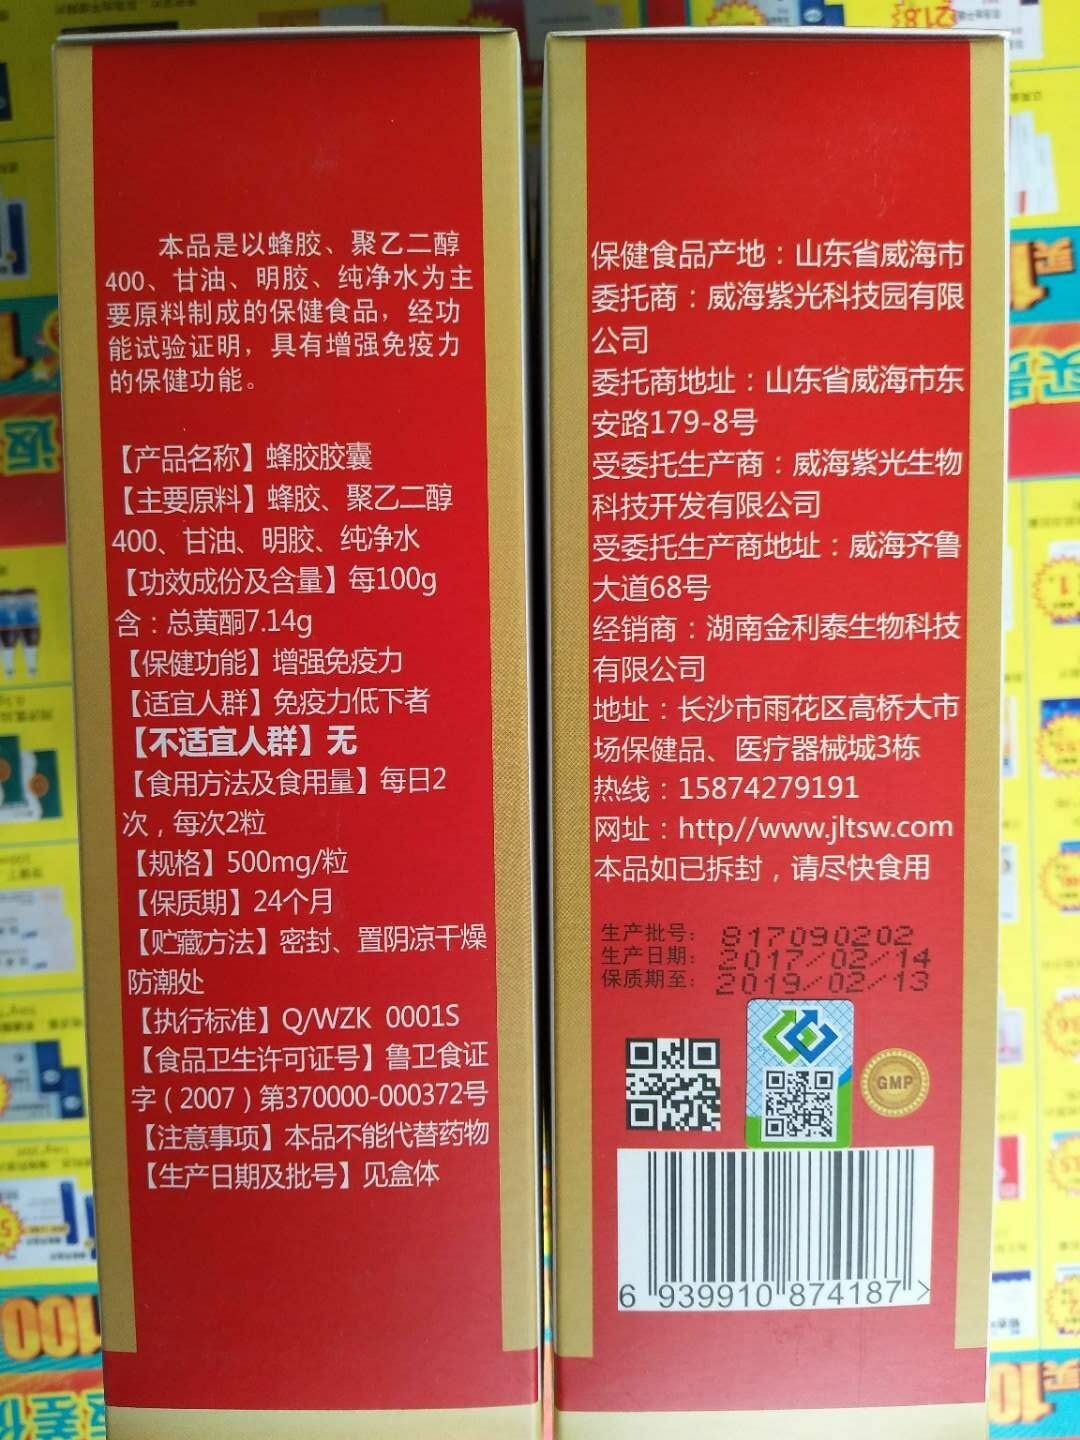 本品是以蜂胶、聚乙二醇
400、甘油、明胶、纯净水为主
要原料制成的保健食品，经功
能试验证明，具有增强免疫力
的保健功能。
【产品名称】蜂胶胶囊
【主要原料】蜂胶、聚乙二醇
400、甘油、明胶、纯净水
【功效成份及含量】每100g
含：总黄酮7.14g
【保健功能】增强免疫力
【适宜人群】免疫力低下者
【不适宜人群】无
【食用方法及食用量】每日2
次，每次2粒
【规格】500mg/粒
【保质期】24个月
【贮藏方法】密封、置阴凉干燥
防潮处
【执行标准】Q/WZK 0001S
【食品卫生许可证号】鲁卫食证
字（2007）第370000-000372号
【注意事项】本品不能代替药物
【生产日期及批号】见盒体
保健食品产地：山东省威海市
委托商：威海紫光科技园有限
公司
委托商地址：山东省威海市东
安路179-8号
受委托生产商：威海紫光生物
科技开发有限公司
受委托生产商地址：威海齐鲁
大道68号
经销商：湖南金利泰生物科技
有限公司
地址：长沙市雨花区高桥大市
场保健品、医疗器械城3栋
热线：15874279191
网址：http//www.jltsw.com
本品如已拆封，请尽快食用
生产批号：817090202
生产日期：2017/02/14
保质期至：2019/02/13
GMP
6 939910 874187 >
21.8
100